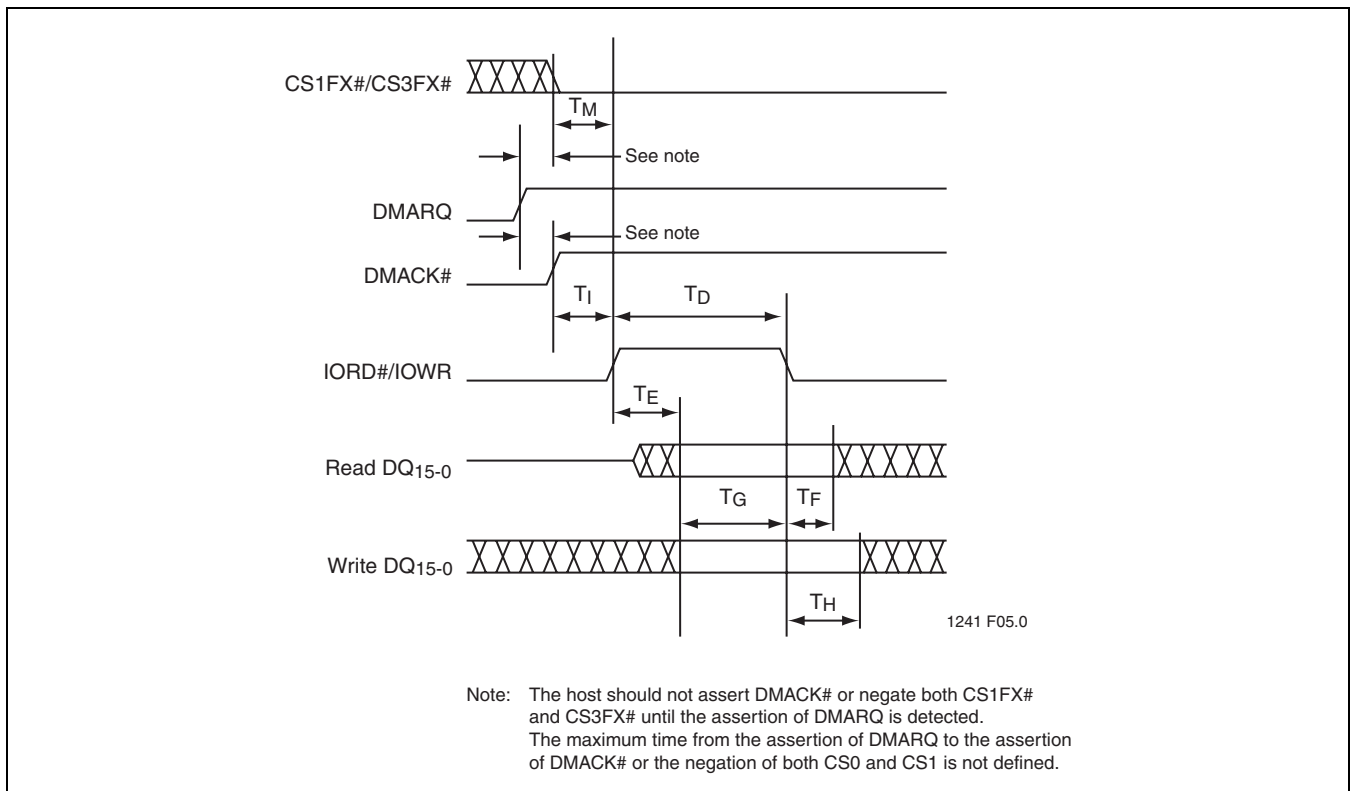 CS1FX#/CS3FX#
TM
See note
DMARQ
See note
DMACK#
TI
TD
IORD#/IOWR
TE
Read DQ15-0
TG
TF
Write DQ15-0
TH
1241 F05.0
Note: The host should not assert DMACK# or negate both CS1FX#
and CS3FX# until the assertion of DMARQ is detected.
The maximum time from the assertion of DMARQ to the assertion
of DMACK# or the negation of both CS0 and CS1 is not defined.